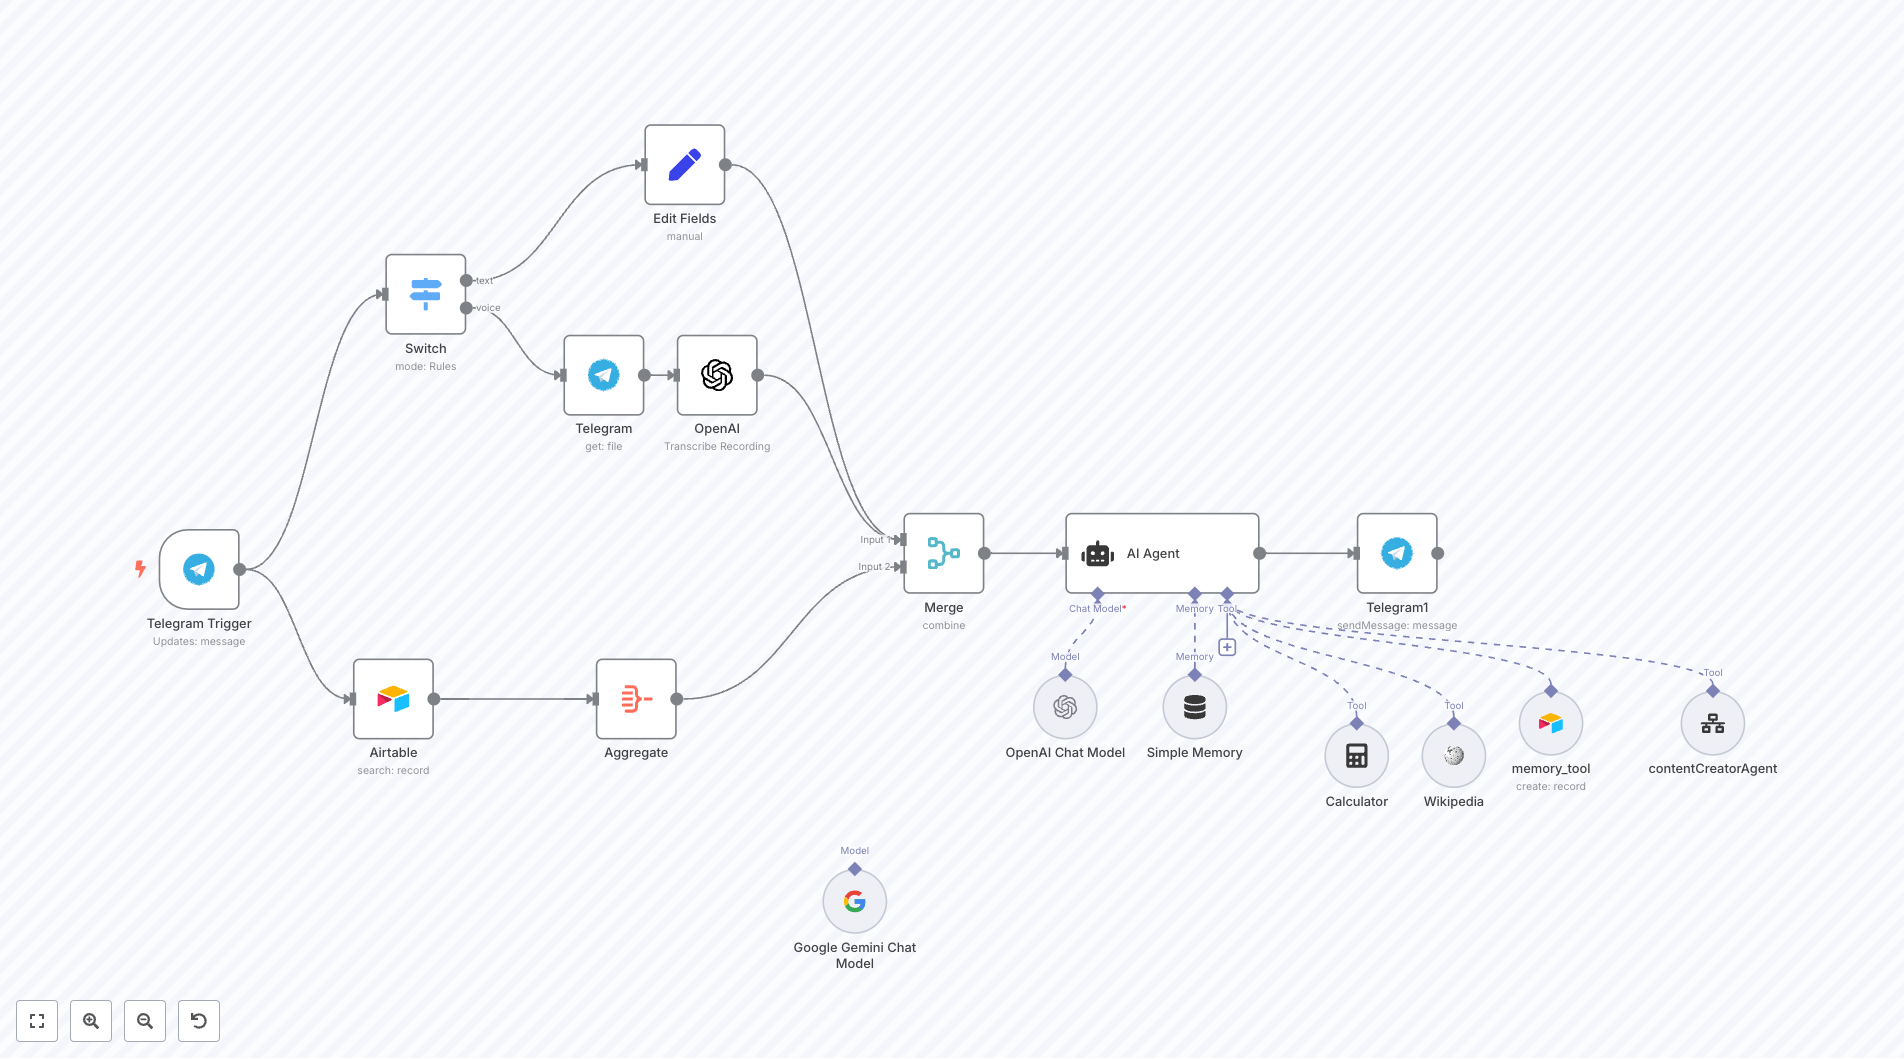 Edit Fields
manual
text
voice
Switch
mode: Rules
Telegram
get: file
OpenAI
Transcribe Recording
Telegram Trigger
Updates: message
Input 1
Input 2
Merge
combine
AI Agent
Chat Model*
Memory
Tool
Telegram1
sendMessage: message
Airtable
search: record
Aggregate
Model
OpenAI Chat Model
Memory
Simple Memory
Tool
Calculator
Tool
Wikipedia
memory_tool
create: record
Tool
contentCreatorAgent
Model
Google Gemini Chat
Model